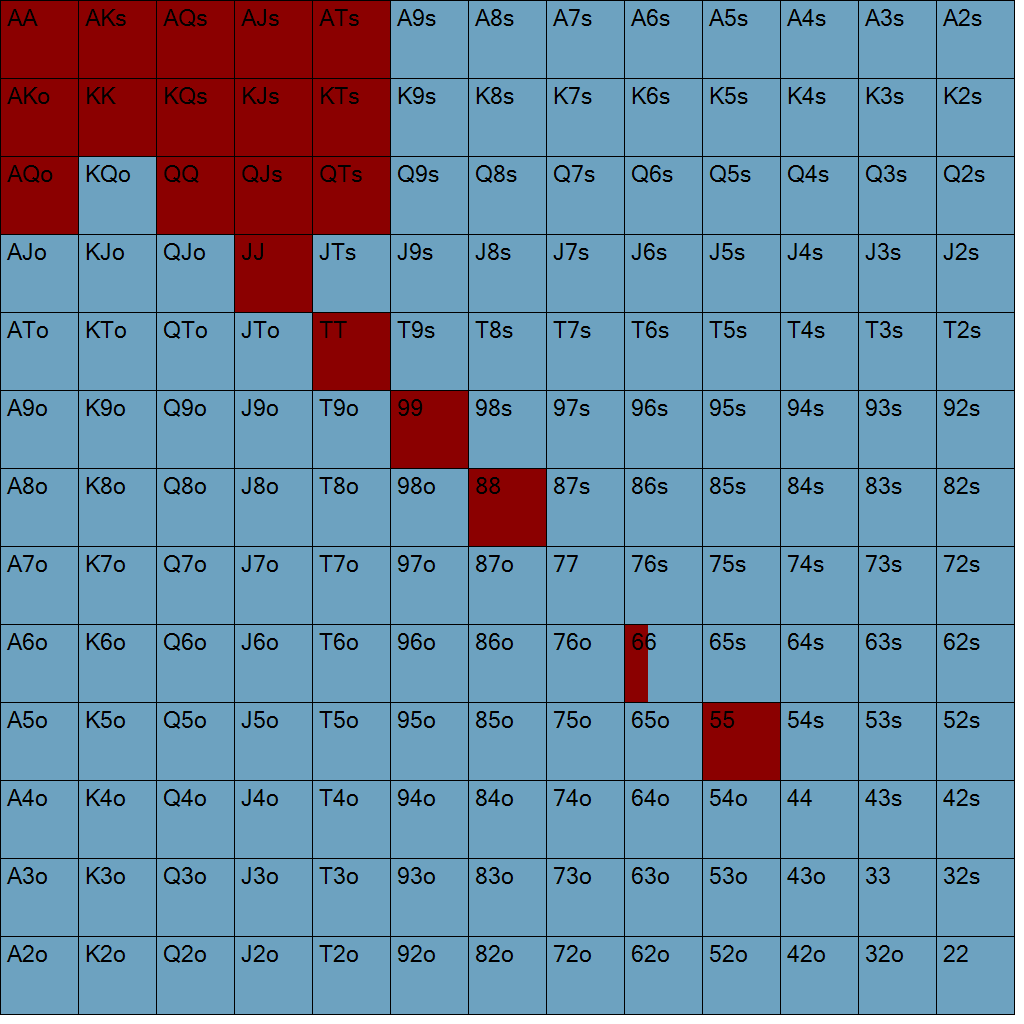 AA AKs AQs AJs ATs A9s A8s A7s A6s A5s A4s A3s A2s
AKo KK KQs KJs KTs K9s K8s K7s K6s K5s K4s K3s K2s
AQo KQo QQ QJs QTs Q9s Q8s Q7s Q6s Q5s Q4s Q3s Q2s
AJo KJo QJo JJ JTs J9s J8s J7s J6s J5s J4s J3s J2s
ATo KTo QTo JTo TT T9s T8s T7s T6s T5s T4s T3s T2s
A9o K9o Q9o J9o T9o 99 98s 97s 96s 95s 94s 93s 92s
A8o K8o Q8o J8o T8o 98o 88 87s 86s 85s 84s 83s 82s
A7o K7o Q7o J7o T7o 97o 87o 77 76s 75s 74s 73s 72s
A6o K6o Q6o J6o T6o 96o 86o 76o 66 65s 64s 63s 62s
A5o K5o Q5o J5o T5o 95o 85o 75o 65o 55 54s 53s 52s
A4o K4o Q4o J4o T4o 94o 84o 74o 64o 54o 44 43s 42s
A3o K3o Q3o J3o T3o 93o 83o 73o 63o 53o 43o 33 32s
A2o K2o Q2o J2o T2o 92o 82o 72o 62o 52o 42o 32o 22